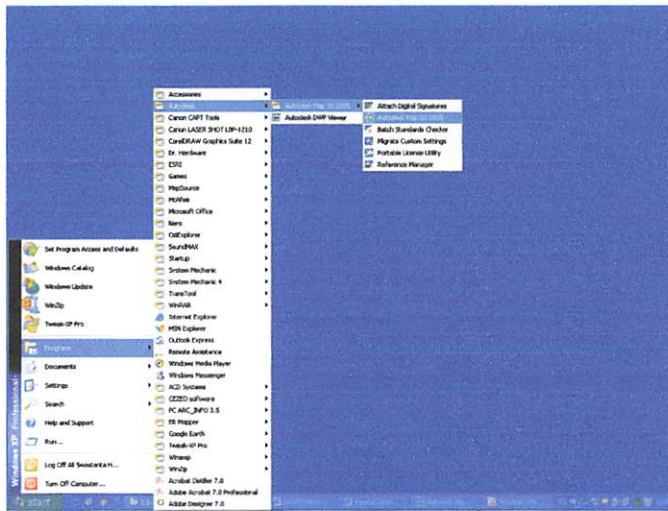 Accessories
Autodesk
Canon CAPT Tools
Canon LASER SHOT LBP-1210
CorelDRAW Graphics Suite 12
Dr. Hardware
ESRI
Games
MapSource
McAfee
Microsoft Office
Nero
OziExplorer
SoundMAX
Startup
System Mechanic
System Mechanic 4
TransTool
WinRAR
Internet Explorer
MSN Explorer
Outlook Express
Remote Assistance
Windows Media Player
Windows Messenger
ACD Systems
PC ARC_INFO 3.5
ER Mapper
Google Earth
Tweak-XP Pro
Winamp
WinZip
Acrobat Distiller 7.0
Adobe Acrobat 7.0 Professional
Adobe Designer 7.0
Autodesk Map 3D 2005
Autodesk DWF Viewer
Attach Digital Signatures
Autodesk Map 3D 2005
Batch Standards Checker
Migrate Custom Settings
Portable License Utility
Reference Manager
Set Program Access and Defaults
Windows Catalog
Windows Update
WinZip
Tweak-XP Pro
Programs
Documents
Settings
Search
Help and Support
Run...
Log Off
Turn Off Computer...
Windows XP Professional
start